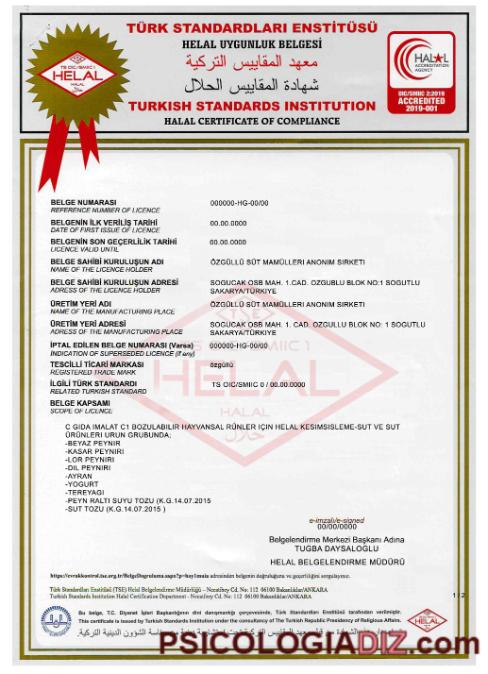 TÜRK STANDARDLARI ENSTİTÜSÜ
HELAL UYGUNLUK BELGESİ
معهد المقاييس التركية
شهادة المقاييس الحلال
TURKISH STANDARDS INSTITUTION
HALAL CERTIFICATE OF COMPLIANCE
TS OIC/SMIIC 1
HELAL
HALAL
HALAL
ACCREDITATION
AGENCY
OIC/SMIIC 2:2019
ACCREDITED
2019-001
BELGE NUMARASI 000000-HG-00/00
REFERENCE NUMBER OF LICENCE
BELGENİN İLK VERİLİŞ TARİHİ 00.00.0000
DATE OF FIRST ISSUE OF LICENCE
BELGENİN SON GEÇERLİLİK TARİHİ 00.00.0000
LICENCE VALID UNTIL
BELGE SAHİBİ KURULUŞUN ADI ÖZGÜLLÜ SÜT MAMÜLLERI ANONIM SIRKETI
NAME OF THE LICENCE HOLDER
BELGE SAHİBİ KURULUŞUN ADRESİ SOGUCAK OSB MAH. 1.CAD. OZGUBLU BLOK NO:1 SOGUTLU
ADRESS OF THE LICENCE HOLDER SAKARYA/TÜRKIYE
ÜRETİM YERİ ADI ÖZGÜLLÜ SÜT MAMÜLLERI ANONIM SIRKETI
NAME OF THE MANUFACTURING PLACE
ÜRETİM YERİ ADRESİ SOGUCAK OSB MAH. 1. CAD. OZGULLU BLOK NO: 1 SOGUTLU
ADRESS OF THE MANUFACTURING PLACE SAKARYA/TÜRKIYE
İPTAL EDİLEN BELGE NUMARASI (Varsa) 000000-HG-00/00
INDICATION OF SUPERSEDED LICENCE (if any)
TESCİLLİ TİCARİ MARKASI özgülü
REGISTERED TRADE MARK
İLGİLİ TÜRK STANDARDI TS OIC/SMIIC 0 / 00.00.0000
RELATED TURKISH STANDARD
BELGE KAPSAMI
SCOPE OF LICENCE
TSE
HELAL
HALAL
حلال
C GIDA IMALAT C1 BOZULABILIR HAYVANSAL RÜNLER IÇIN HELAL KESIMSISLEME-SUT VE SUT
ÜRÜNLERI URUN GRUBUNDA;
-BEYAZ PEYNIR
-KASAR PEYNIRI
-LOR PEYNIRI
-DIL PEYNIRI
-AYRAN
-YOGURT
-TEREYAGI
-PEYN RALTI SUYU TOZU (K.G.14.07.2015
-SUT TOZU (K.G.14.07.2015 )
e-imzalı/e-signed
00/00/0000
Belgelendirme Merkezi Başkanı Adına
TUGBA DAYSALOGLU
HELAL BELGELENDİRME MÜDÜRÜ
Türk Standardları Enstitüsü (TSE) Helal Belgelendirme Müdürlüğü - Necatibey Cd. No: 112 06100 Bakanlıklar/ANKARA
Turkish Standards Institution Halal Certification Department - Necatibey Cd. No: 112 06100 Bakanlıklar/ANKARA
1 / 2
Bu belge, T.C. Diyanet İşleri Başkanlığının dini danışmanlığı çerçevesinde, Türk Standardları Enstitüsü tarafından verilmiştir.
This certificate is issued by Turkish Standards Institution under the consultancy of The Turkish Republic Presidency of Religious Affairs.
HELAL
PSICOLOGIADIZ.com